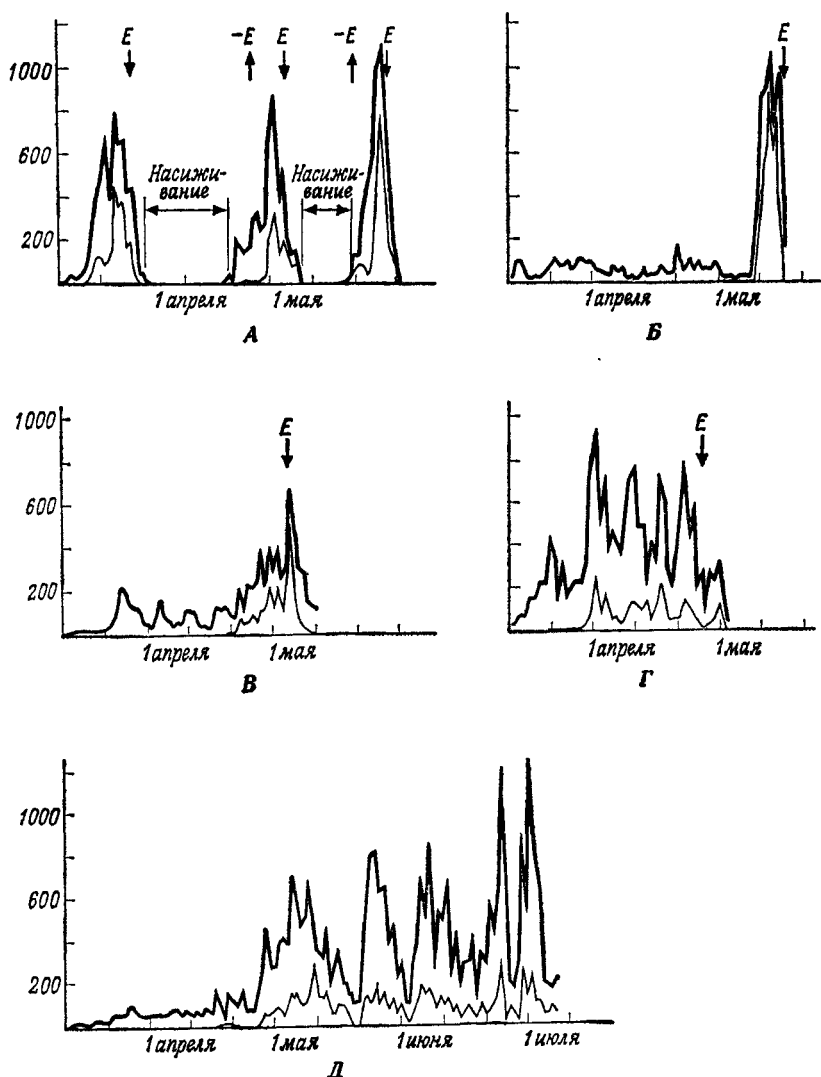 E -E E -E E
1000
600
200
Насижи-
вание
Насижи-
вание
1 апреля 1 мая
А
E
1 апреля 1 мая
Б
1000
600
200
E
1 апреля 1 мая
В
E
1 апреля 1 мая
Г
1000
600
200
1 апреля 1 мая 1 июня 1 июля
Д